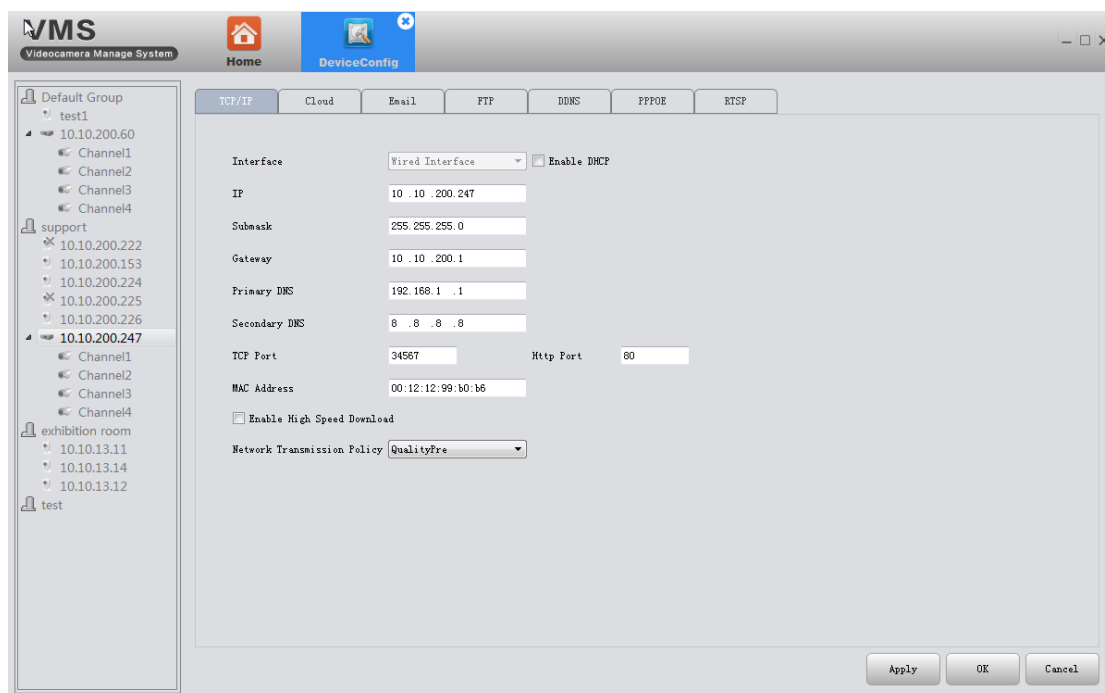 VMS
Videocamera Manage System
Home
DeviceConfig
Default Group
test1
10.10.200.60
Channel1
Channel2
Channel3
Channel4
support
10.10.200.222
10.10.200.153
10.10.200.224
10.10.200.225
10.10.200.226
10.10.200.247
Channel1
Channel2
Channel3
Channel4
exhibition room
10.10.13.11
10.10.13.14
10.10.13.12
test
TCP/IP Cloud Email FTP DDNS PPPOE RTSP
Interface Wired Interface Enable DHCP
IP 10 .10 .200.247
Submask 255.255.255.0
Gateway 10 .10 .200.1
Primary DNS 192.168.1 .1
Secondary DNS 8 .8 .8 .8
TCP Port 34567 Http Port 80
MAC Address 00:12:12:99:b0:b6
Enable High Speed Download
Network Transmission Policy QualityPre
Apply OK Cancel